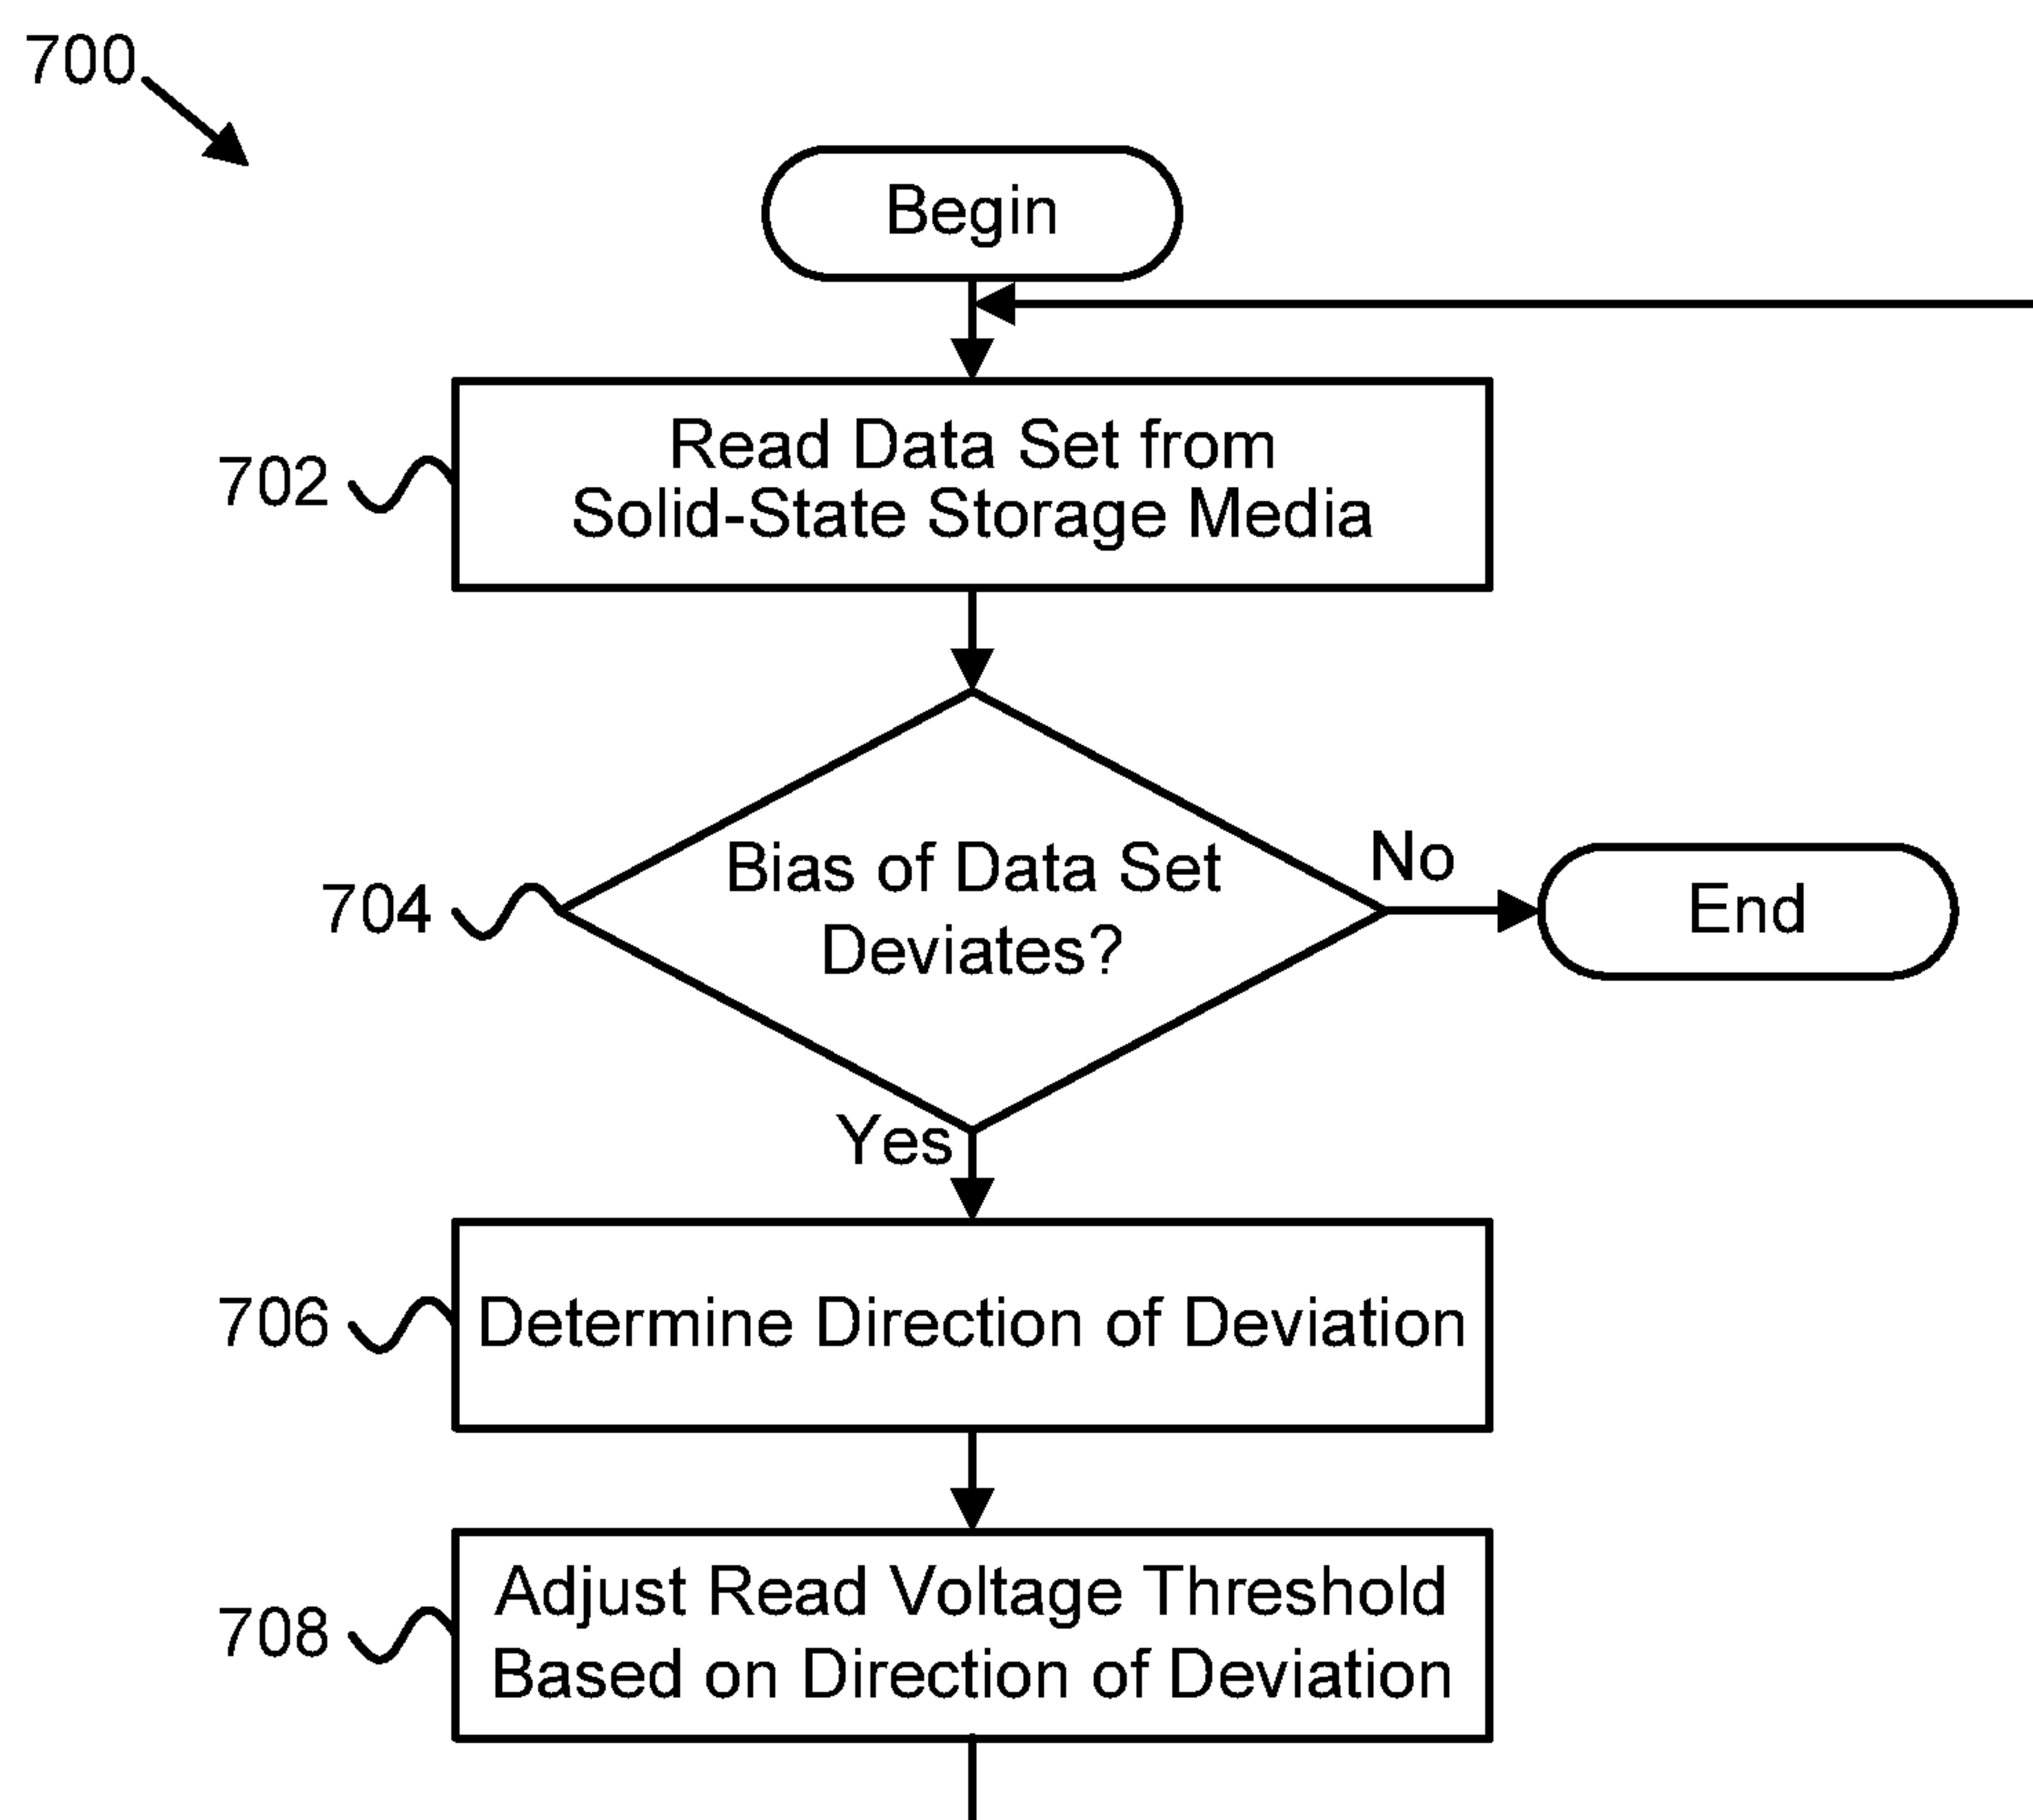 700
Begin
702
Read Data Set from
Solid-State Storage Media
704
Bias of Data Set
Deviates?
No
End
Yes
706
Determine Direction of Deviation
708
Adjust Read Voltage Threshold
Based on Direction of Deviation